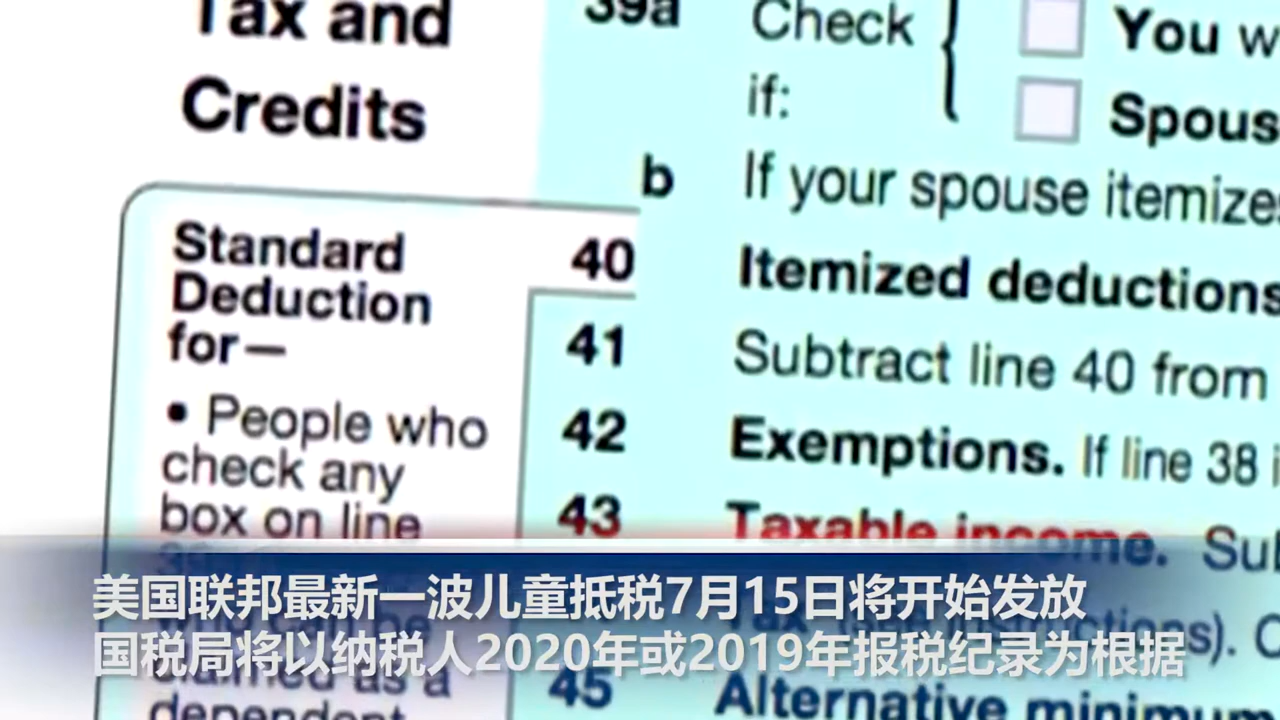 Tax and
Credits
39a Check
if:
You
Spous
b If your spouse itemize
Standard
Deduction
for—
40 Itemized deductions
41 Subtract line 40 from
42 Exemptions. If line 38
43 Taxable income. Su
• People who
check any
box on line
美国联邦最新一波儿童抵税7月15日将开始发放
国税局将以纳税人2020年或2019年报税纪录为根据
45 Alternative minimum
dependent